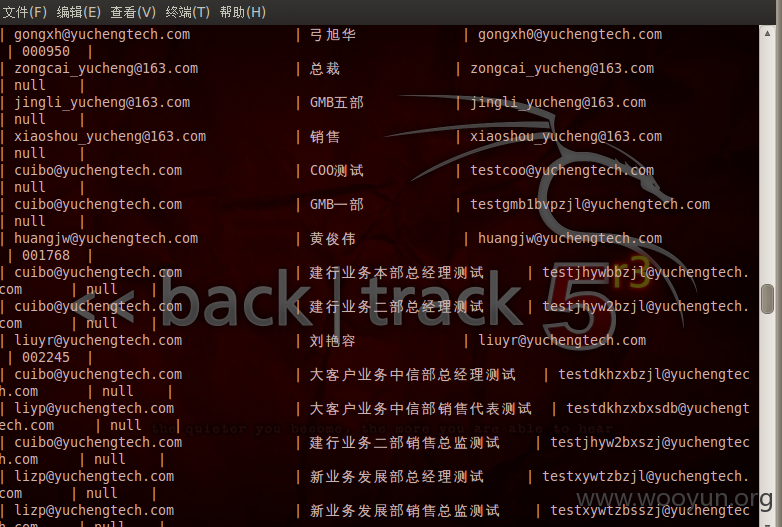 文件(F) 编辑(E) 查看(V) 终端(T) 帮助(H)
| gongxh@yuchengtech.com | 弓旭华 | gongxh0@yuchengtech.com
| 000950 |
| zongcai_yucheng@163.com | 总裁 | zongcai_yucheng@163.com
| null |
| jingli_yucheng@163.com | GMB五部 | jingli_yucheng@163.com
| null |
| xiaoshou_yucheng@163.com | 销售 | xiaoshou_yucheng@163.com
| null |
| cuibo@yuchengtech.com | COO测试 | testcoo@yuchengtech.com
| null |
| cuibo@yuchengtech.com | GMB一部 | testgmb1bvpzjl@yuchengtech.com
| null |
| huangjw@yuchengtech.com | 黄俊伟 | huangjw@yuchengtech.com
| 001768 |
| cuibo@yuchengtech.com | 建行业务本部总经理测试 | testjhywbbzjl@yuchengtech.
com | null |
| cuibo@yuchengtech.com | 建行业务二部总经理测试 | testjhyw2bzjl@yuchengtech.
com | null |
| liuyr@yuchengtech.com | 刘艳容 | liuyr@yuchengtech.com
| 002245 |
| cuibo@yuchengtech.com | 大客户业务中信部总经理测试 | testdkhzxbzjl@yuchengtec
h.com | null |
| liyp@yuchengtech.com | 大客户业务中信部销售代表测试 | testdkhzxbxsdb@yuchengt
ech.com | null |
| cuibo@yuchengtech.com | 建行业务二部销售总监测试 | testjhyw2bxszj@yuchengtec
h.com | null |
| lizp@yuchengtech.com | 新业务发展部总经理测试 | testxywtzbzjl@yuchengtech.
com | null |
| lizp@yuchengtech.com | 新业务发展部销售总监测试 | testxywtzbsszj@yuchengtec
h.com | null |
<< back | track 5 r3
the quieter you become, the more you are able to hear
www.wooyun.org